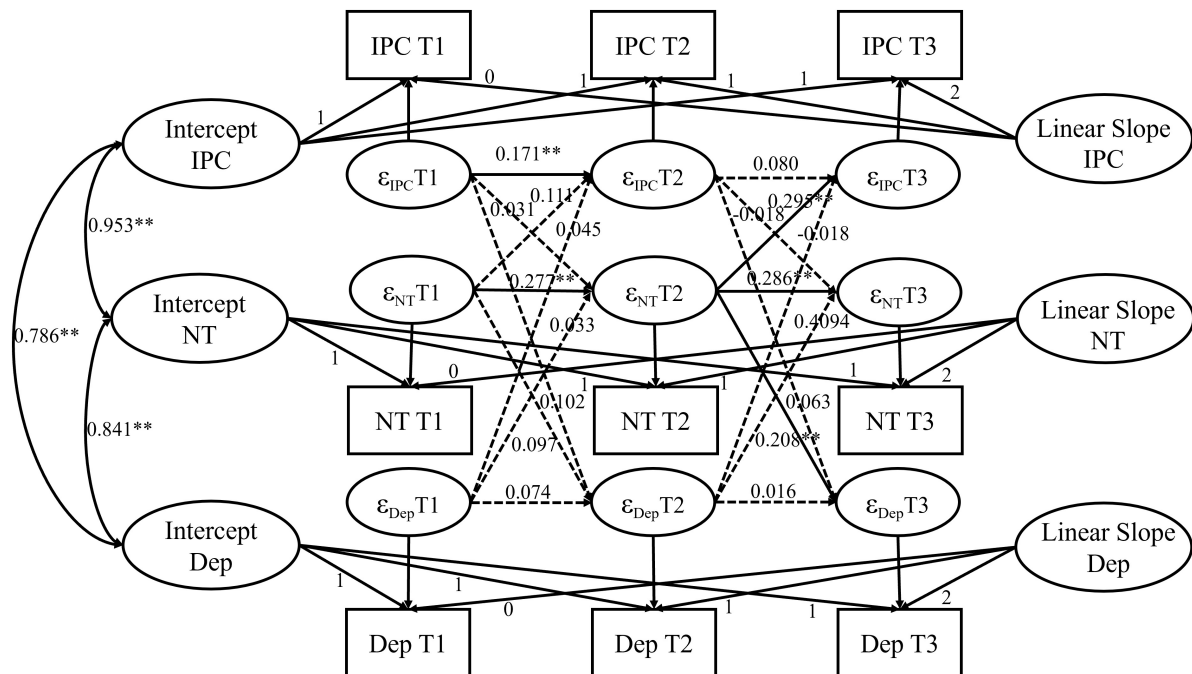 IPC T1
IPC T2
IPC T3
0
1
1
2
1
Intercept
IPC
Linear Slope
IPC
εIPCT1
0.171**
εIPCT2
0.080
εIPCT3
0.111
0.031
0.295**
-0.018
0.953**
0.045
-0.018
εNTT1
0.277**
εNTT2
0.286**
εNTT3
Intercept
NT
Linear Slope
NT
0.033
0.4094
0.786**
1
0
1
1
1
2
NT T1
NT T2
NT T3
0.102
0.063
0.841**
0.097
0.208**
εDepT1
0.074
εDepT2
0.016
εDepT3
Intercept
Dep
Linear Slope
Dep
1
1
0
1
1
2
Dep T1
Dep T2
Dep T3